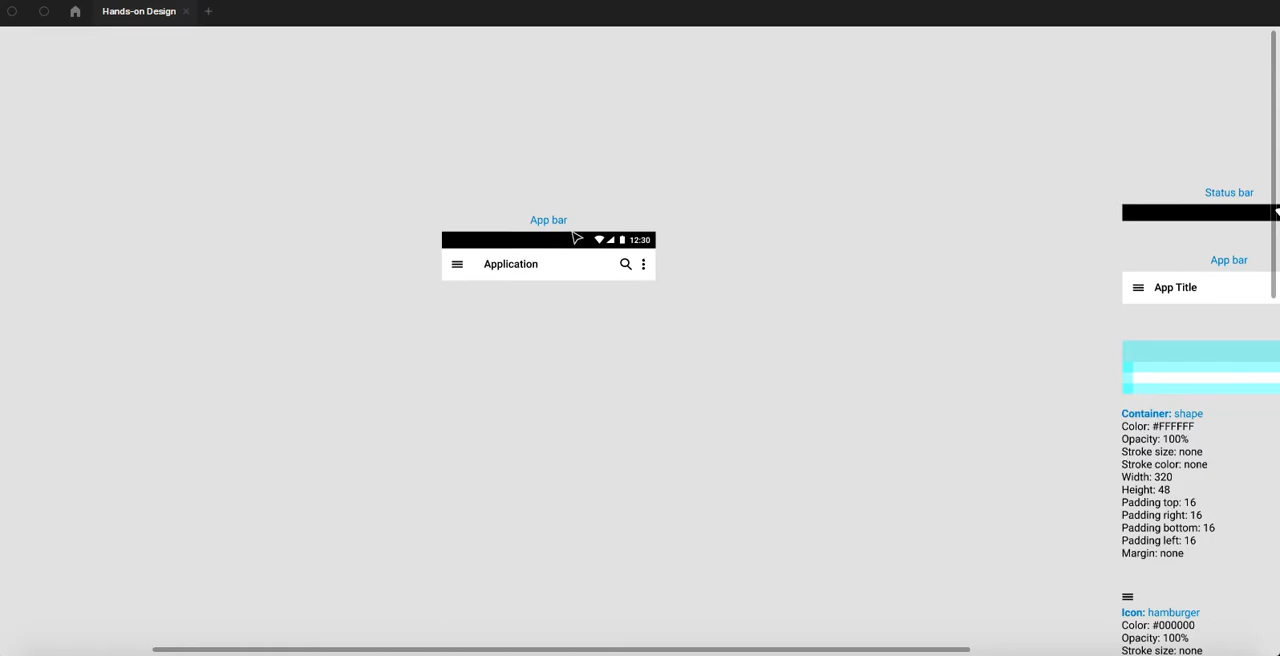 Hands-on Design
App bar
12:30
Application
Status bar
App bar
App Title
Container: shape
Color: #FFFFFF
Opacity: 100%
Stroke size: none
Stroke color: none
Width: 320
Height: 48
Padding top: 16
Padding right: 16
Padding bottom: 16
Padding left: 16
Margin: none
Icon: hamburger
Color: #000000
Opacity: 100%
Stroke size: none